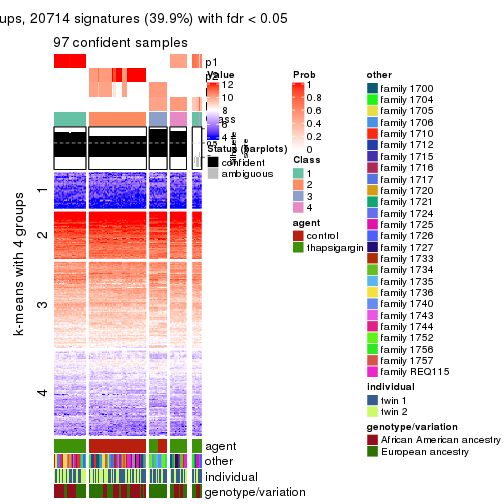 ups, 20714 signatures (39.9%) with fdr < 0.05
97 confident samples
p1
p2
Value
12
10
8
6
4
Status (barplots)
confident
ambiguous
Prob
1
0.8
0.6
0.4
0.2
0
Class
1
2
3
4
agent
control
thapsigargin
other
family 1700
family 1704
family 1705
family 1706
family 1710
family 1712
family 1715
family 1716
family 1717
family 1720
family 1721
family 1724
family 1725
family 1726
family 1727
family 1733
family 1734
family 1735
family 1736
family 1740
family 1743
family 1744
family 1752
family 1756
family 1757
family REQ115
individual
twin 1
twin 2
genotype/variation
African American ancestry
European ancestry
k-means with 4 groups
1
2
3
4
agent
other
individual
genotype/variation